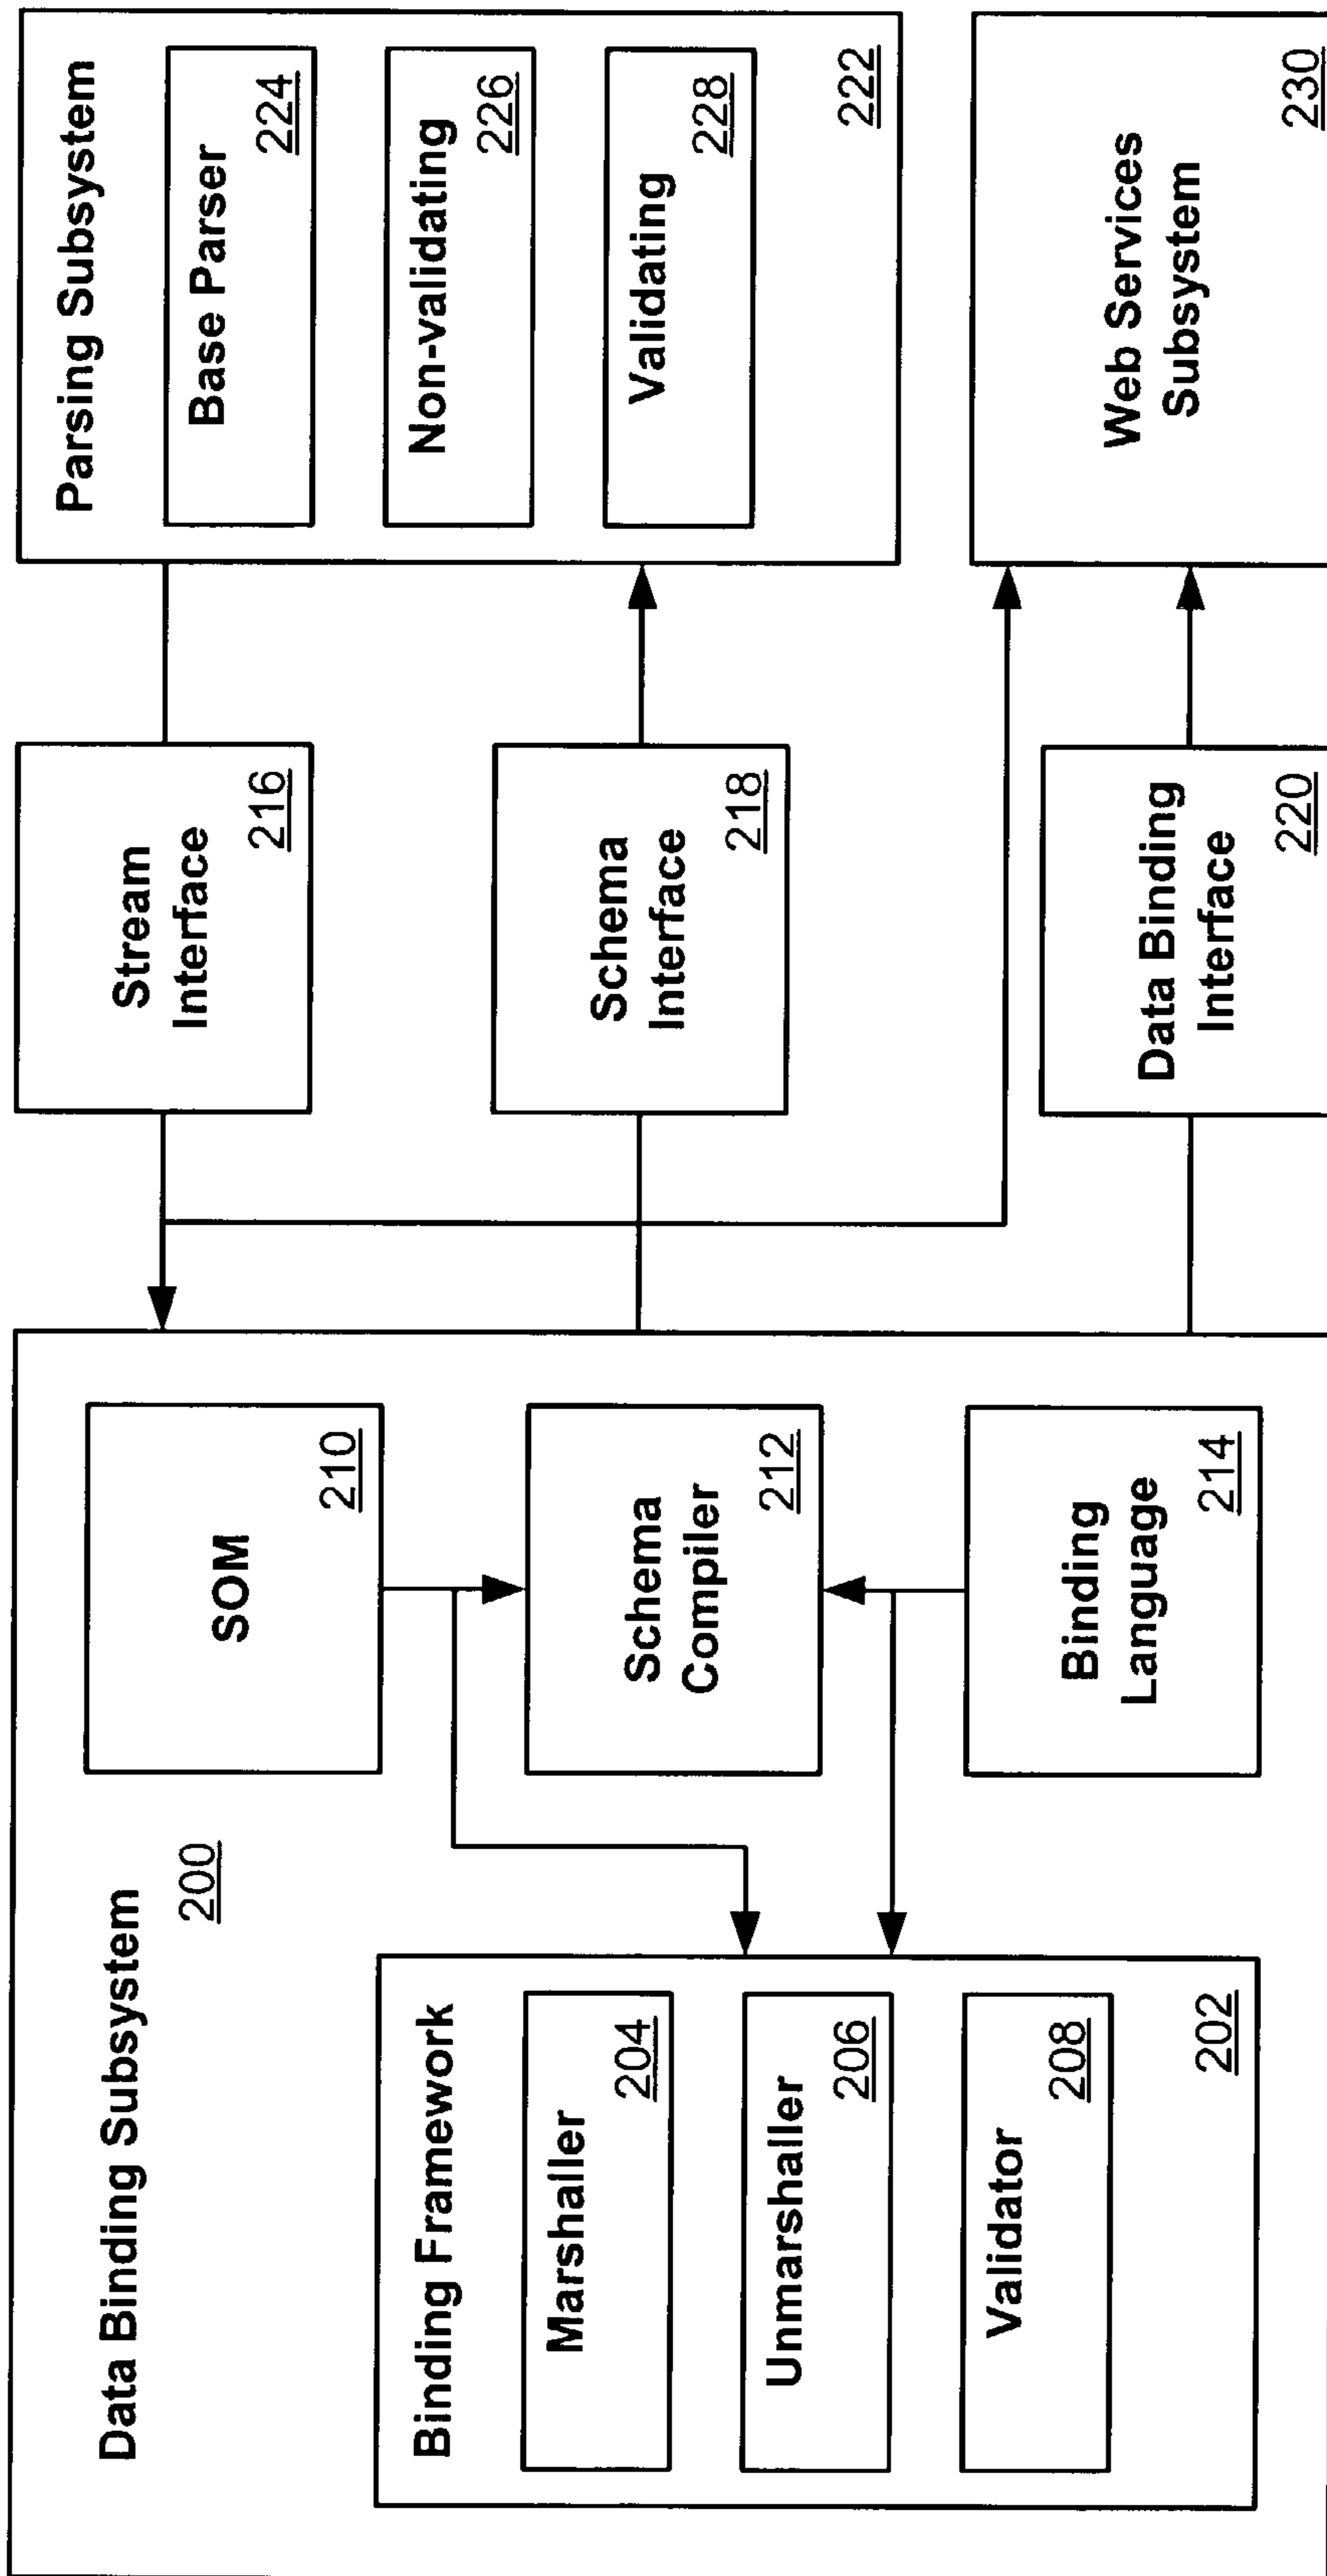 Data Binding Subsystem
200
Binding Framework
Marshaller
204
Unmarshaller
206
Validator
208
202
SOM
210
Schema
Compiler
212
Binding
Language
214
Stream
Interface
216
Schema
Interface
218
Data Binding
Interface
220
Parsing Subsystem
Base Parser
224
Non-validating
226
Validating
228
222
Web Services
Subsystem
230